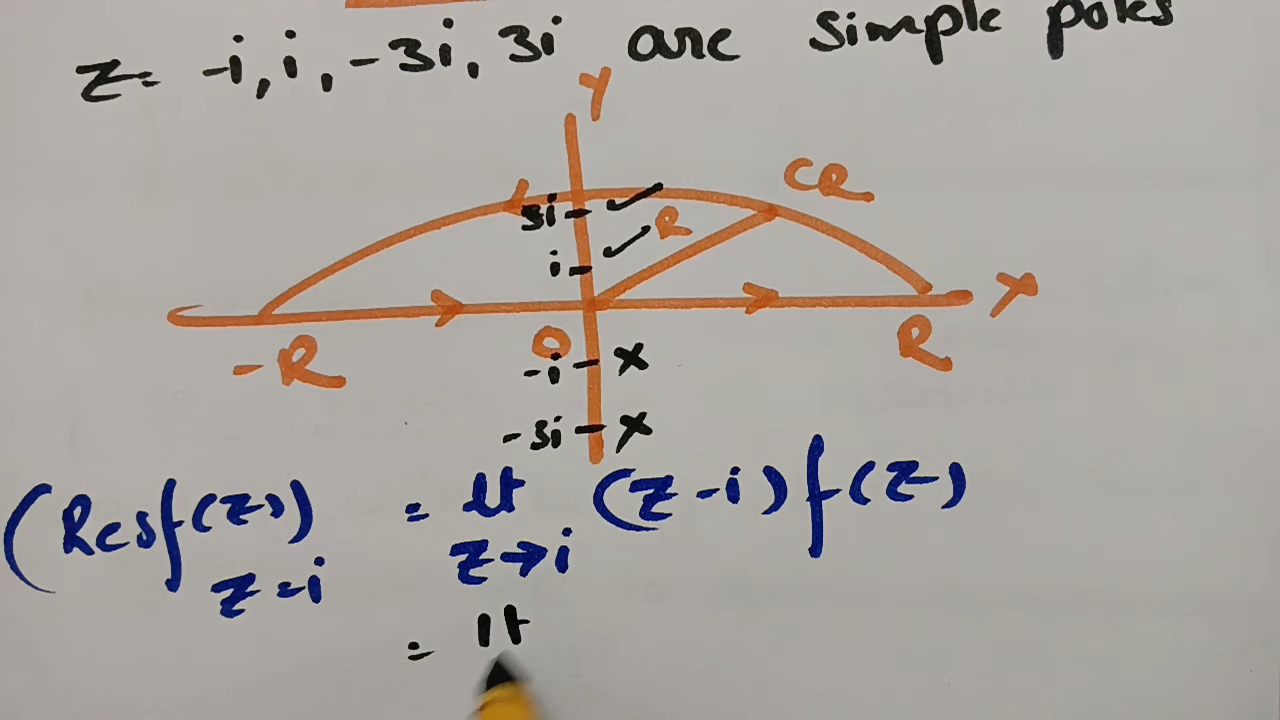 z = -i, i, -3i, 3i are simple poles
Y
CR
3i
R
i
X
-R
O
R
-i x
-3i x
(Res f(z)) = lt (z-i) f(z)
z=i z→i
= lt